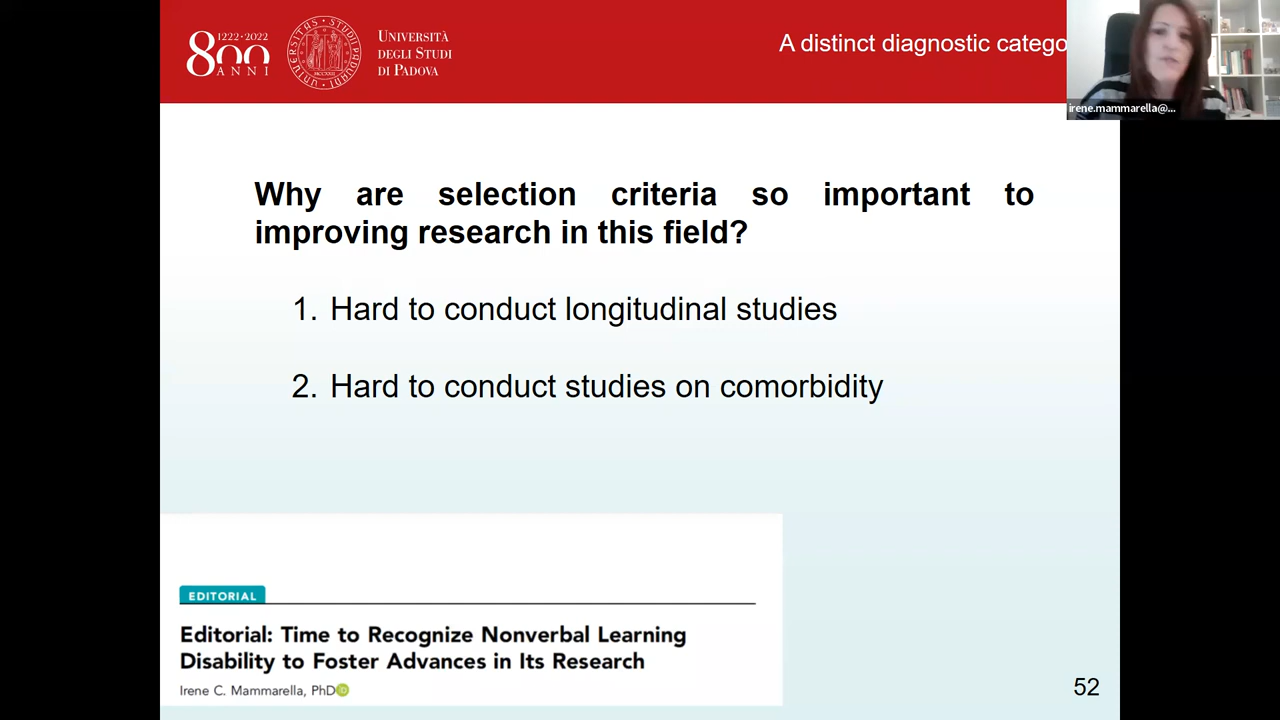 1222·2022
800
ANNI
UNIVERSITÀ
DEGLI STUDI
DI PADOVA
A distinct diagnostic catego
irene.mammarella@...
Why are selection criteria so important to
improving research in this field?
1. Hard to conduct longitudinal studies
2. Hard to conduct studies on comorbidity
EDITORIAL
Editorial: Time to Recognize Nonverbal Learning
Disability to Foster Advances in Its Research
Irene C. Mammarella, PhD
52